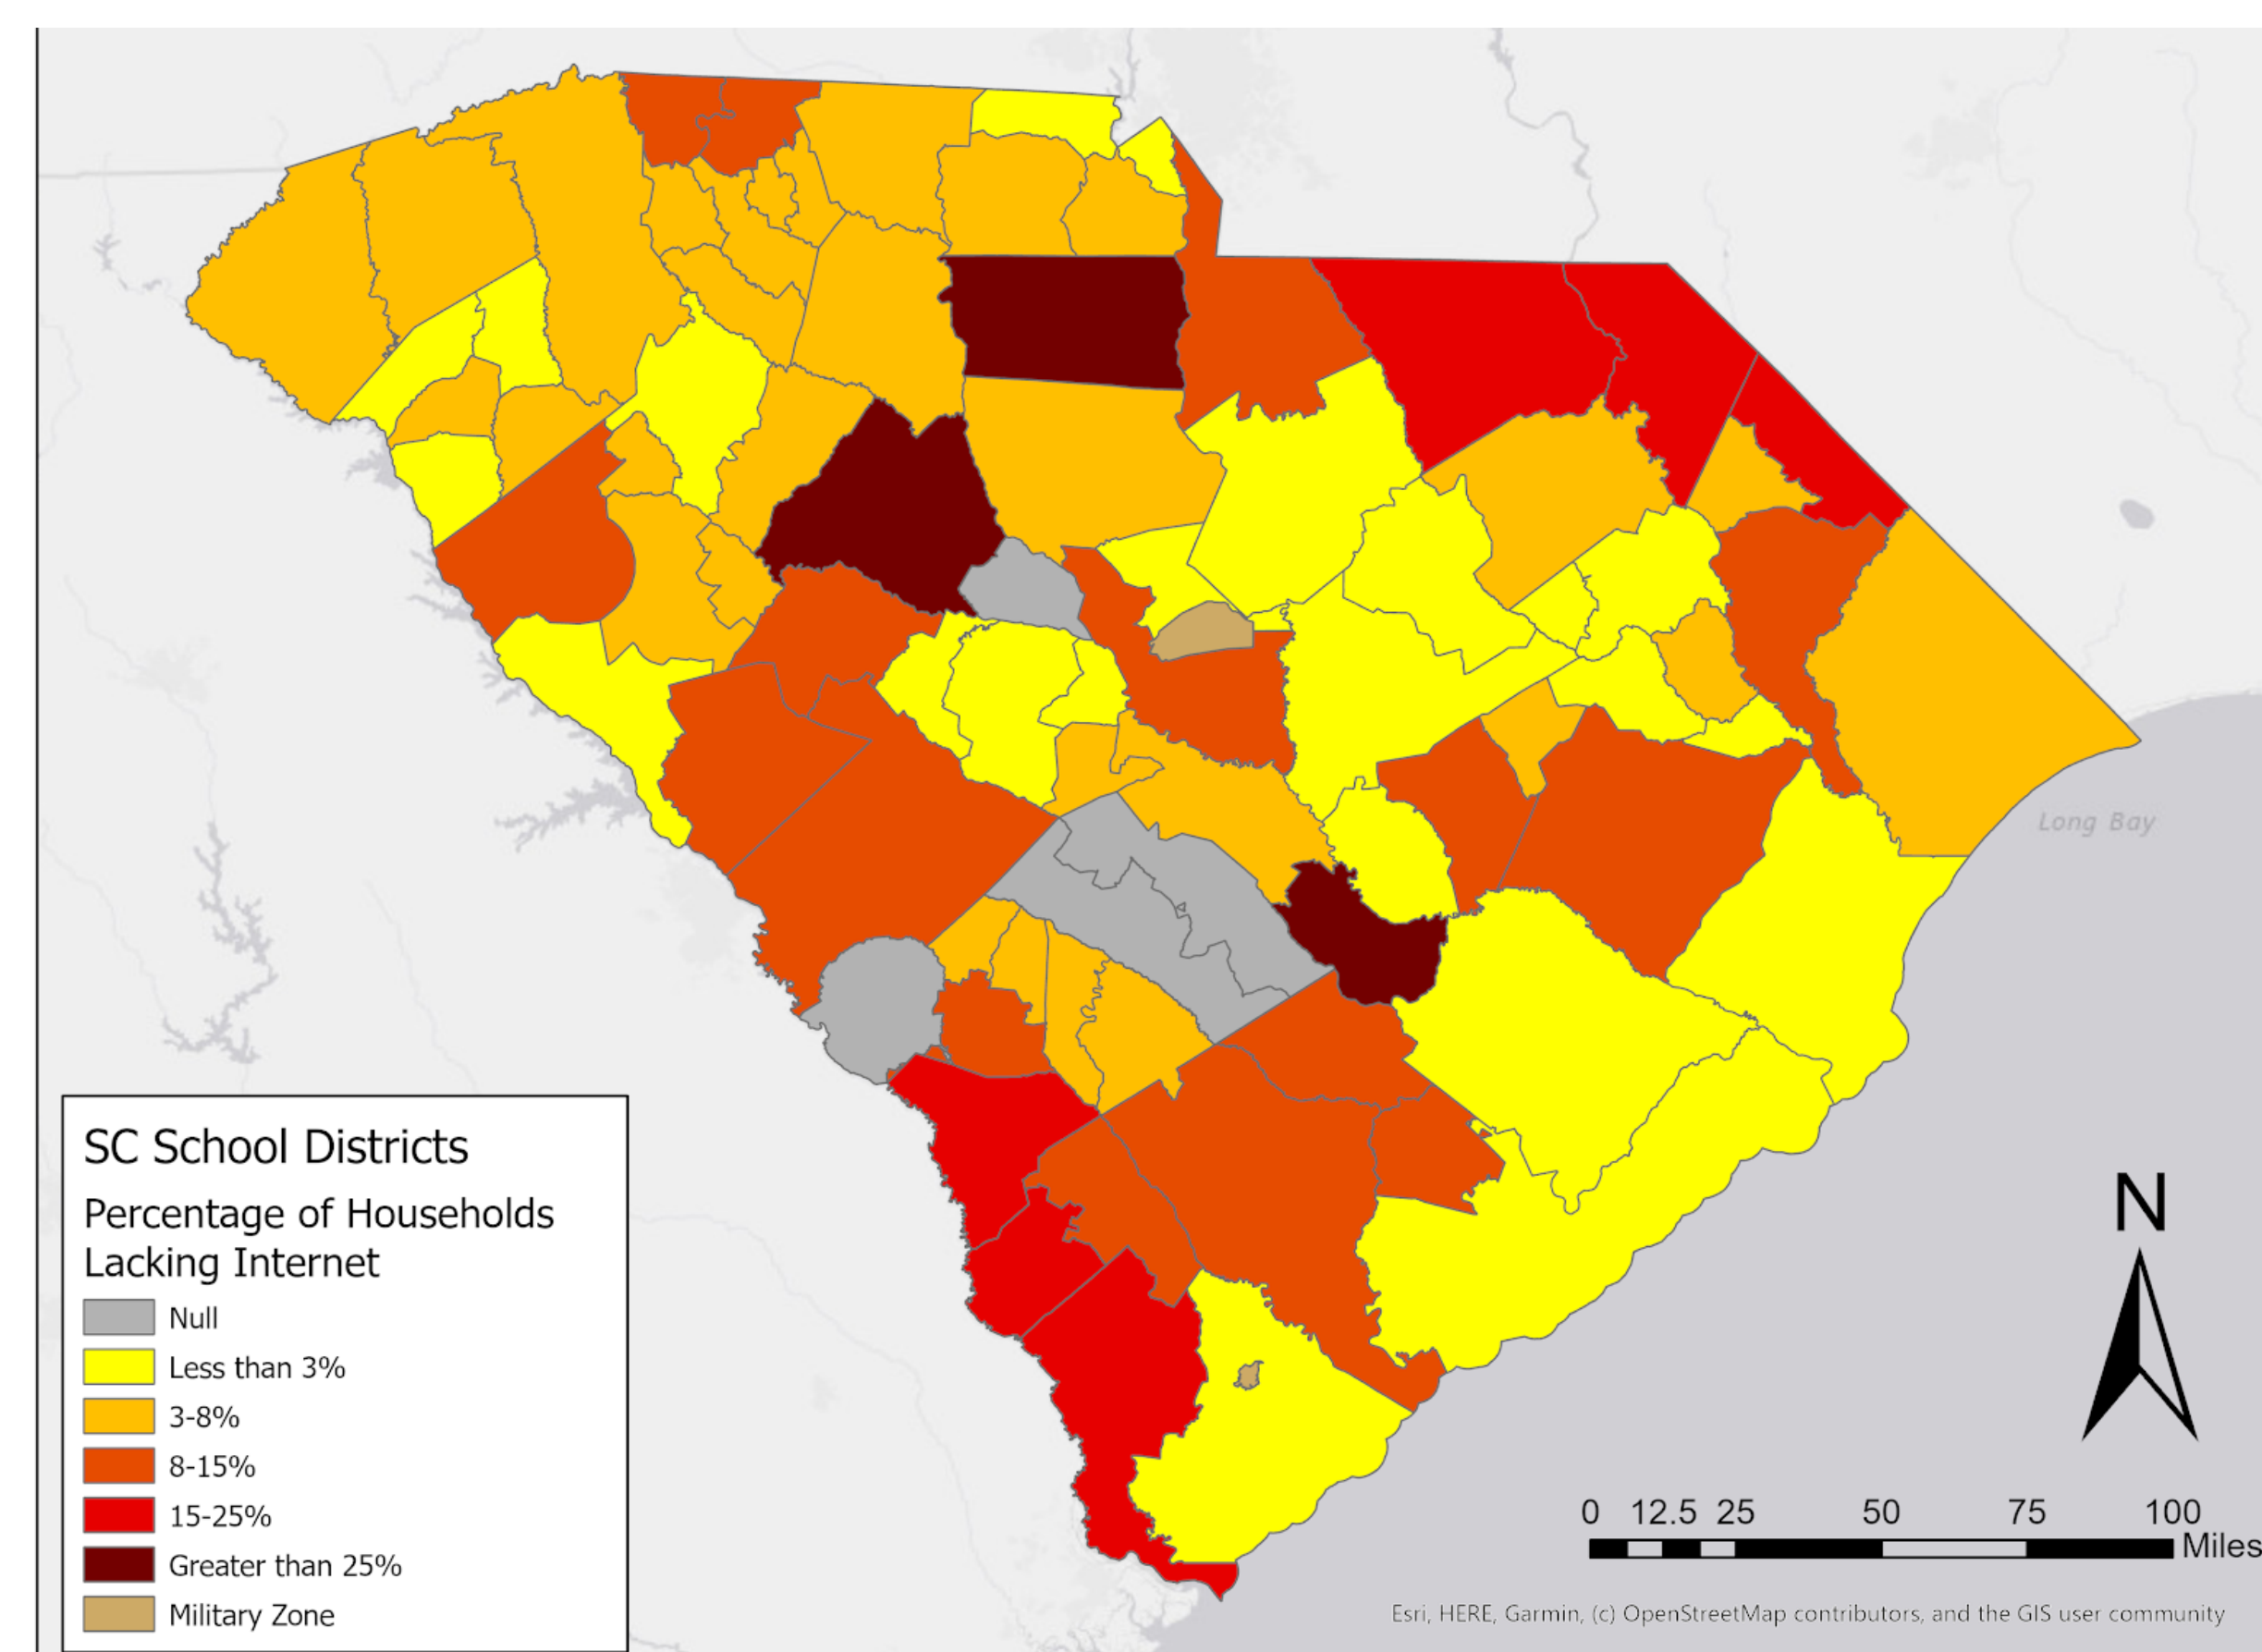 Long Bay
SC School Districts
Percentage of Households
Lacking Internet
Null
Less than 3%
3-8%
8-15%
15-25%
Greater than 25%
Military Zone
N
0 12.5 25 50 75 100
Miles
Esri, HERE, Garmin, (c) OpenStreetMap contributors, and the GIS user community